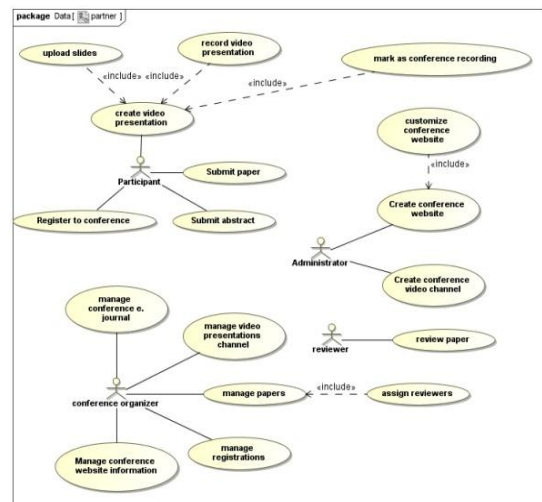 package Data[ partner ]
upload slides
record video
presentation
mark as conference recording
«include»
«include»
«include»
create video
presentation
customize
conference
website
«include»
Participant
Submit paper
Register to conference
Submit abstract
Create conference
website
Administrator
Create conference
video channel
manage
conference e.
journal
manage video
presentations
channel
reviewer
review paper
conference organizer
manage papers
«include»
assign reviewers
Manage conference
website information
manage
registrations